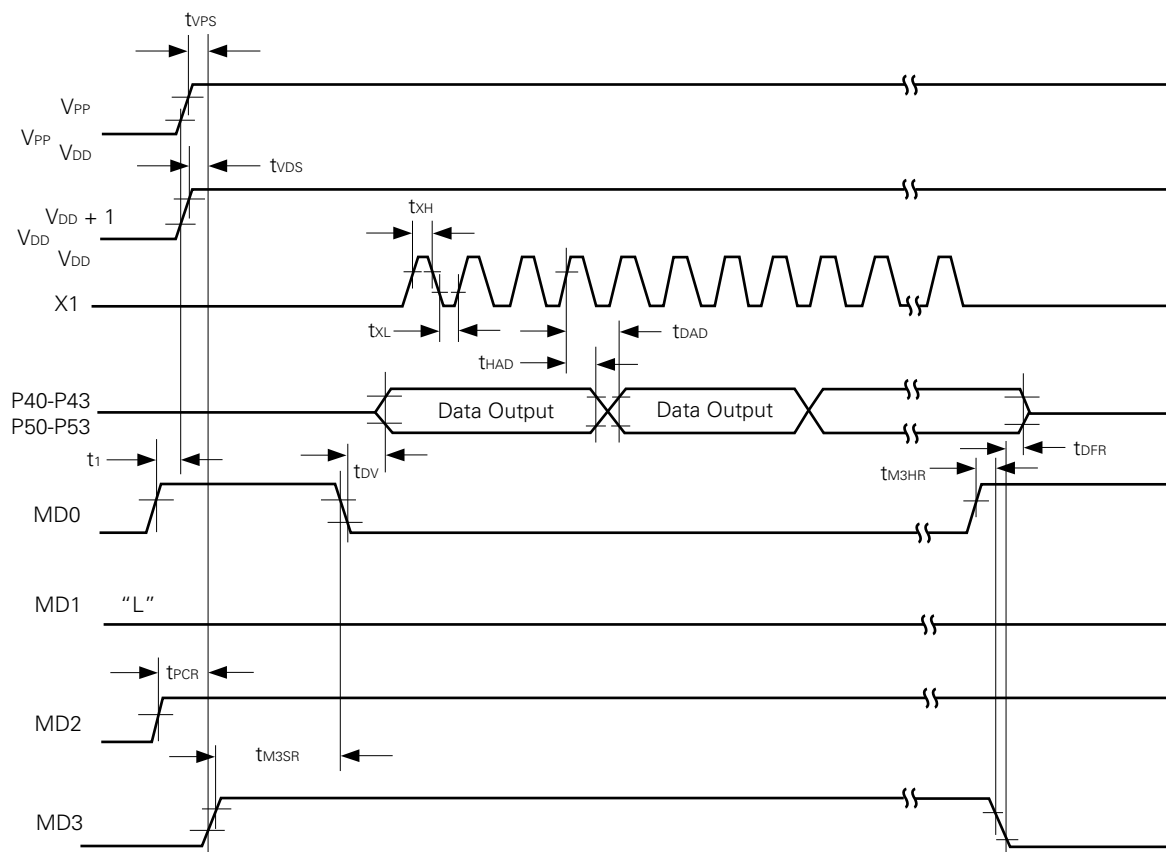 tVPS
VPP
VPP
VDD
tVDS
VDD + 1
VDD
VDD
tXH
X1
tXL
tDAD
tHAD
P40-P43
P50-P53
Data Output
Data Output
t1
tDV
tM3HR
tDFR
MD0
MD1
“L”
tPCR
MD2
tM3SR
MD3